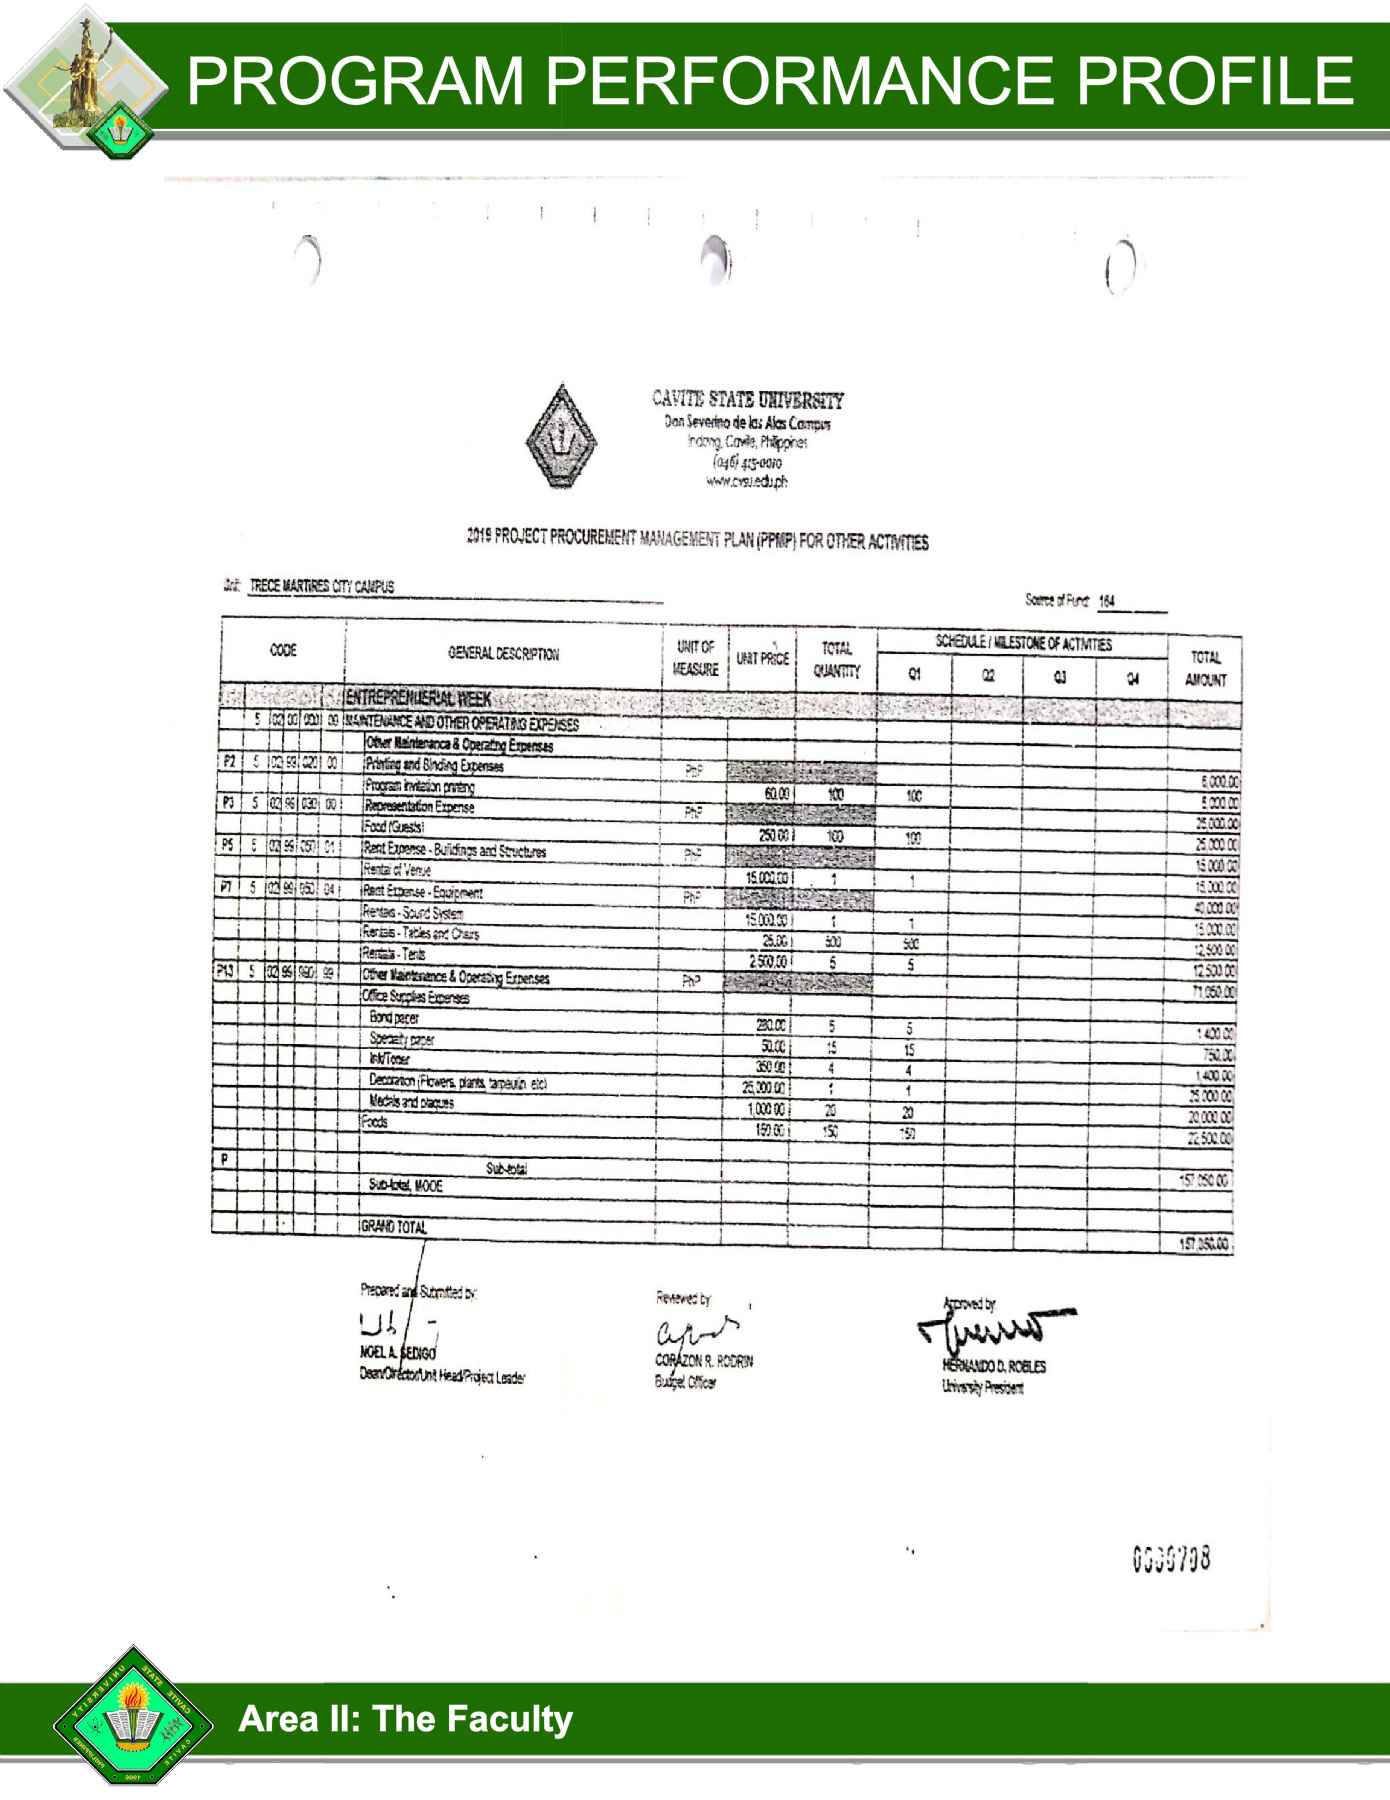 PROGRAM PERFORMANCE PROFILE
CAVITE STATE UNIVERSITY
Don Severino de las Alas Campus
Indang, Cavite, Philippines
(046) 415-0010
www.cvsu.edu.ph
2019 PROJECT PROCUREMENT MANAGEMENT PLAN (PPMP) FOR OTHER ACTIVITIES
Unit: TRECE MARTIRES CITY CAMPUS
Source of Fund: 164
CODE GENERAL DESCRIPTION UNIT OF MEASURE UNIT PRICE TOTAL QUANTITY SCHEDULE / MILESTONE OF ACTIVITIES TOTAL AMOUNT
Q1 Q2 Q3 Q4
ENTREPRENUERIAL WEEK
5 02 00 000 00 MAINTENANCE AND OTHER OPERATING EXPENSES
Other Maintenance & Operating Expenses
P2 5 02 99 020 00 Printing and Binding Expenses PhP 6,000.00
Program Invitation printing 60.00 100 100 6,000.00
P3 5 02 99 030 00 Representation Expense PhP 25,000.00
Food (Guests) 250.00 100 100 25,000.00
P5 5 02 99 050 01 Rent Expense - Buildings and Structures PhP 15,000.00
Rental of Venue 15,000.00 1 1 15,000.00
P7 5 02 99 050 04 Rent Expense - Equipment PhP 40,000.00
Rentals - Sound System 15,000.00 1 1 15,000.00
Rentals - Tables and Chairs 25.00 500 500 12,500.00
Rentals - Tents 2,500.00 5 5 12,500.00
P13 5 02 99 990 99 Other Maintenance & Operating Expenses PhP 71,050.00
Office Supplies Expenses
Bond paper 280.00 5 5 1,400.00
Specialty paper 50.00 15 15 750.00
Ink/Toner 350.00 4 4 1,400.00
Decoration (Flowers, plants, tarpaulin, etc) 25,000.00 1 1 25,000.00
Medals and plaques 1,000.00 20 20 20,000.00
Foods 150.00 150 150 22,500.00
P Sub-total 157,050.00
Sub-total, MOOE
GRAND TOTAL 157,050.00
Prepared and Submitted by: Reviewed by Approved by
NOEL A. SEDIGO CORAZON R. RODRIN HERNANDO D. ROBLES
Dean/Director/Unit Head/Project Leader Budget Officer University President
Area II: The Faculty